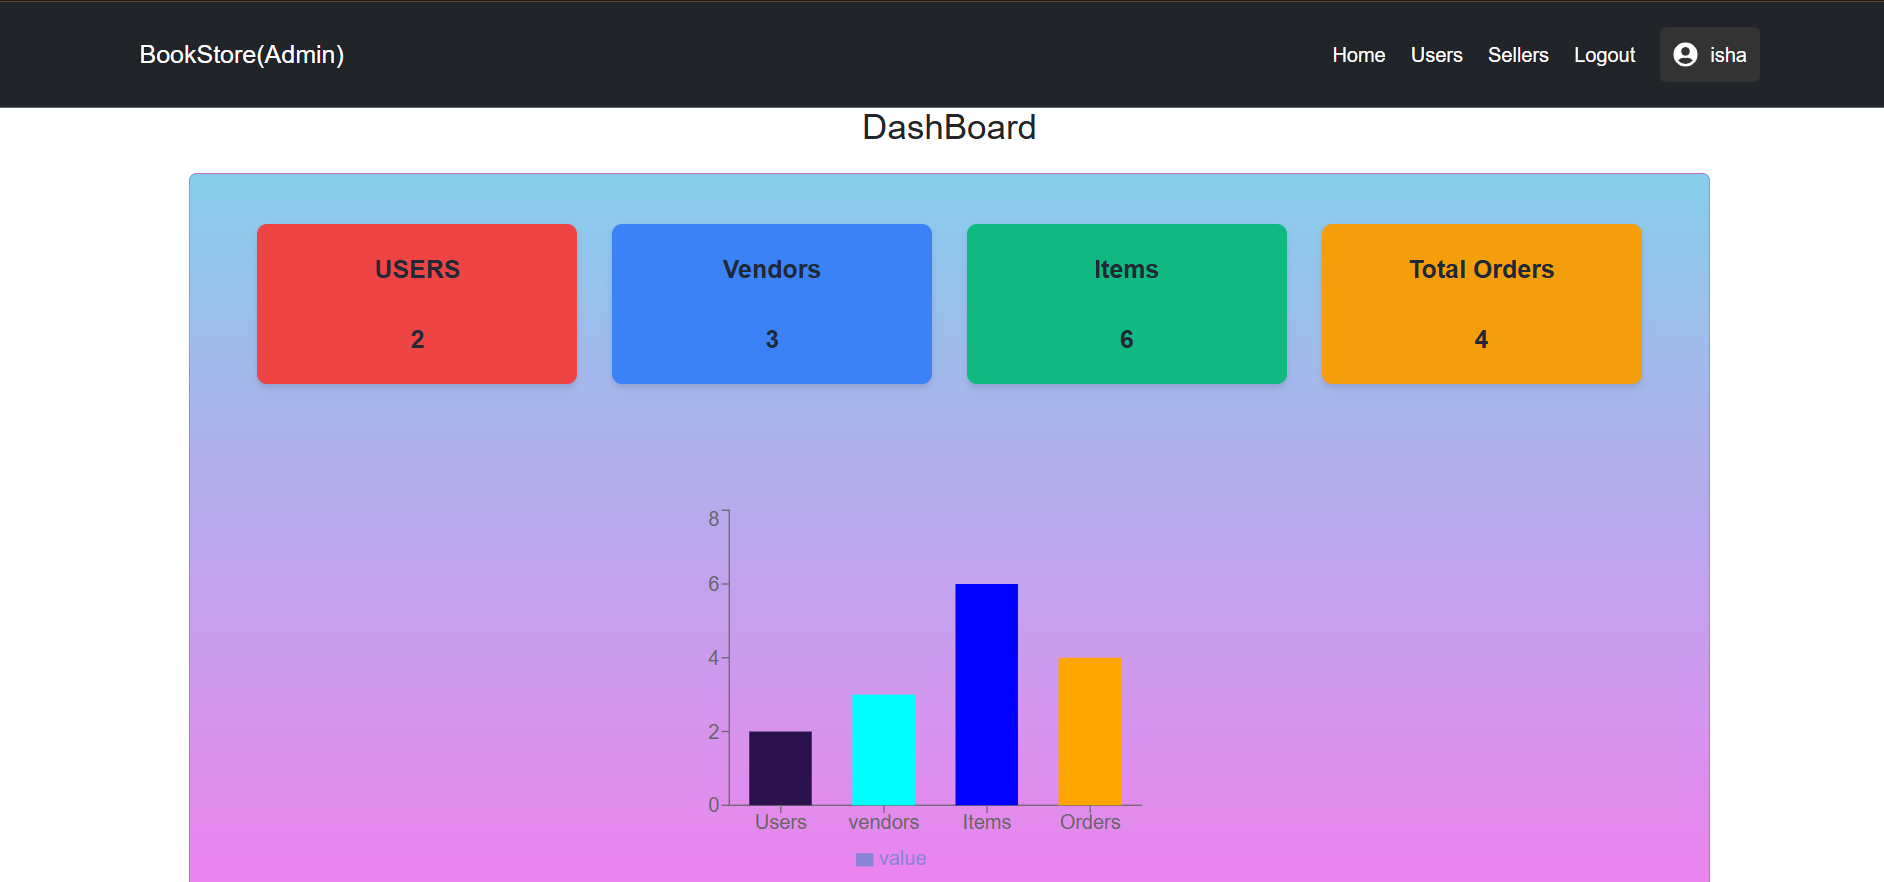 BookStore(Admin)
Home Users Sellers Logout isha
DashBoard
USERS Vendors Items Total Orders
2 3 6 4
8
6
4
2
0
Users vendors Items Orders
value